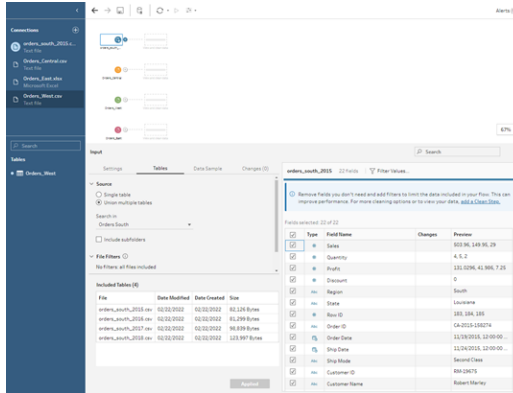 Alerts
Connections
orders_south_2015.c...
Text file
Orders_Central.csv
Text file
Orders_East.xlsx
Microsoft Excel
Orders_West.csv
Text file
67%
Search
Tables
Orders_West
Input
Search
Settings
Tables
Data Sample
Changes (0)
Source
Single table
Union multiple tables
Search in
Orders South
Include subfolders
File Filters
No filters: all files included
Included Tables (4)
File Date Modified Date Created Size
orders_south_2015.csv 02/22/2022 02/22/2022 82,126 Bytes
orders_south_2016.csv 02/22/2022 02/22/2022 81,299 Bytes
orders_south_2017.csv 02/22/2022 02/22/2022 98,839 Bytes
orders_south_2018.csv 02/22/2022 02/22/2022 123,997 Bytes
Applied
orders_south_2015 22 fields Filter Values...
Remove fields you don't need and add filters to limit the data included in your flow. This can
improve performance. For more cleaning options or to view your data, add a Clean Step.
Fields selected: 22 of 22
Type Field Name Changes Preview
Sales 503.96, 149.95, 29
Quantity 4, 5, 2
Profit 131.0296, 41.986, 7.25
Discount 0
Abc Region South
Abc State Louisiana
Row ID 183, 184, 185
Abc Order ID CA-2015-158274
Order Date 11/19/2015, 12:00:00 ...
Ship Date 11/24/2015, 12:00:00 ...
Abc Ship Mode Second Class
Abc Customer ID RM-19675
Abc Customer Name Robert Marley